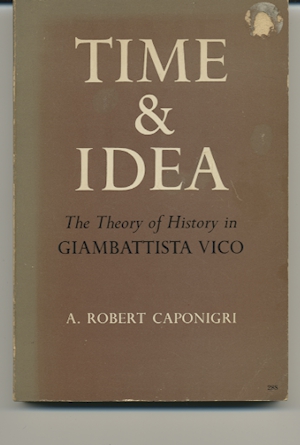 TIME
&
IDEA
The Theory of History in
GIAMBATTISTA VICO
A. ROBERT CAPONIGRI